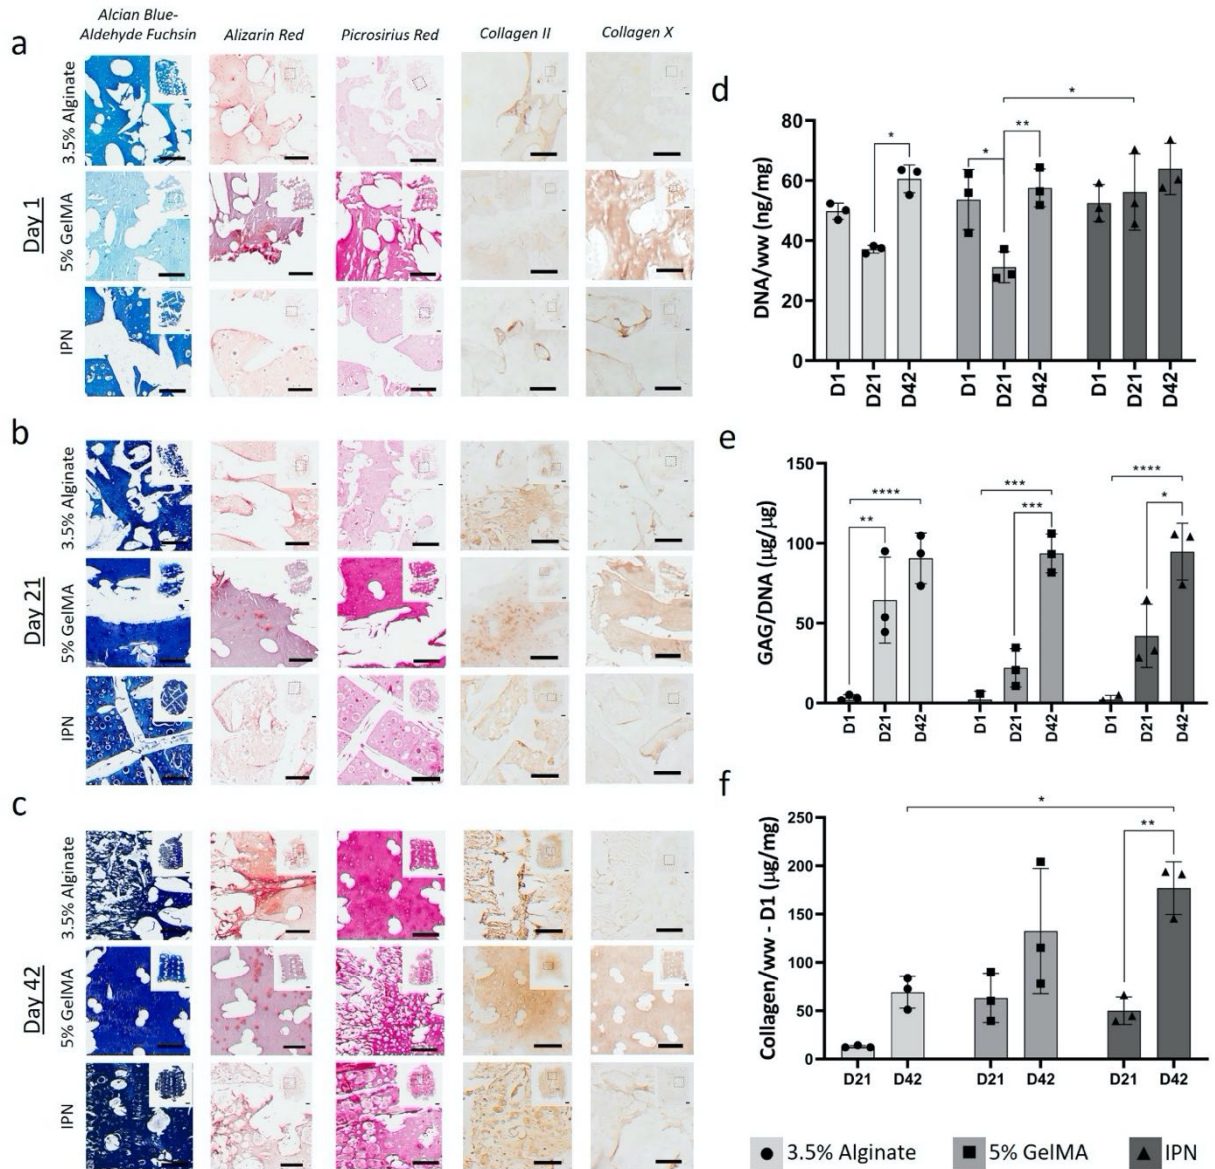 a
Alcian Blue-
Aldehyde Fuchsin
Alizarin Red
Picrosirius Red
Collagen II
Collagen X
Day 1
3.5% Alginate
5% GelMA
IPN
b
Day 21
3.5% Alginate
5% GelMA
IPN
c
Day 42
3.5% Alginate
5% GelMA
IPN
d
DNA/ww (ng/mg)
80
60
40
20
0
*
*
**
*
D1 D21 D42 D1 D21 D42 D1 D21 D42
e
GAG/DNA (µg/µg)
150
100
50
0
****
**
***
***
****
*
D1 D21 D42 D1 D21 D42 D1 D21 D42
f
Collagen/ww - D1 (µg/mg)
250
200
150
100
50
0
*
**
D21 D42 D21 D42 D21 D42
3.5% Alginate 5% GelMA IPN